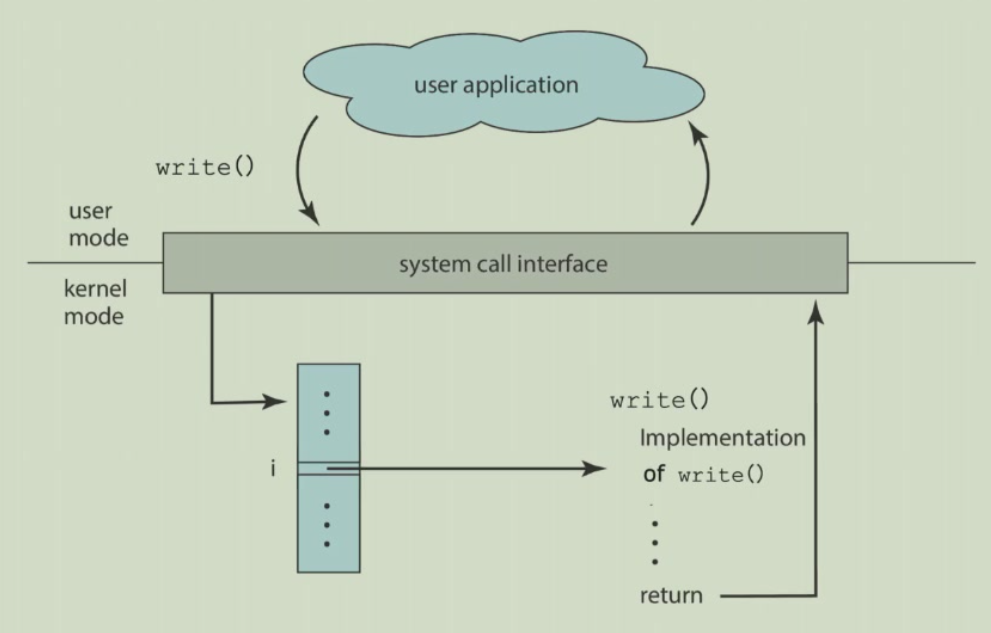 user application
write()
user
mode
system call interface
kernel
mode
write()
Implementation
of write()
i
return